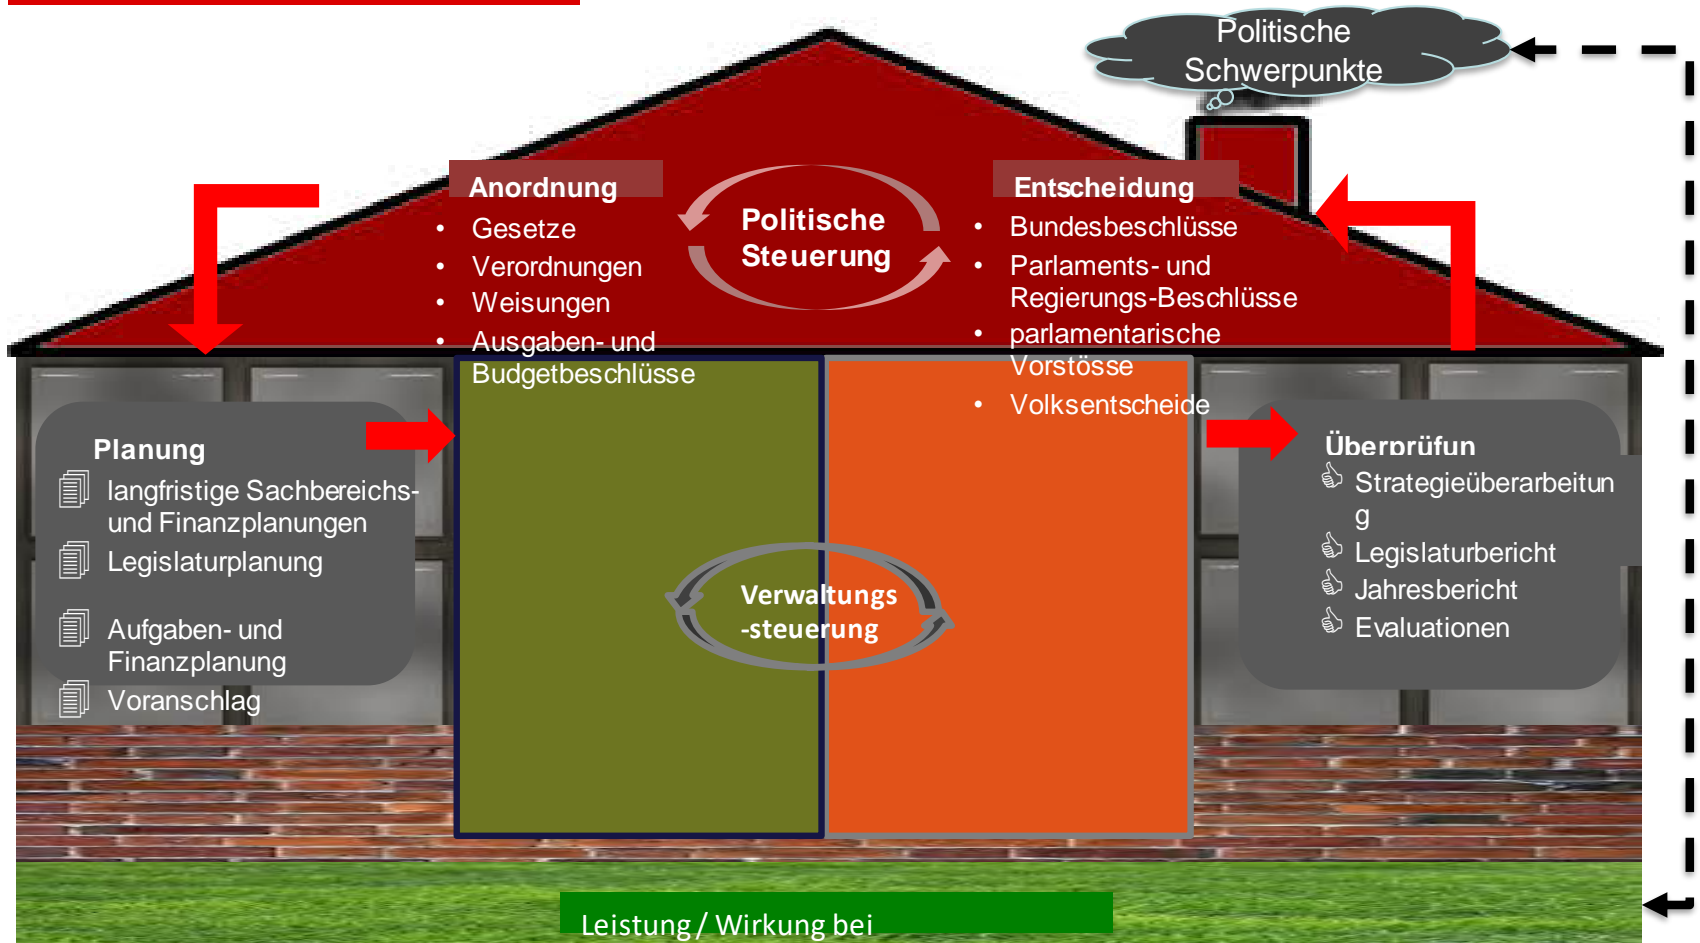 Politische
Schwerpunkte
Anordnung
• Gesetze
• Verordnungen
• Weisungen
• Ausgaben- und
Budgetbeschlüsse
Politische
Steuerung
Entscheidung
• Bundesbeschlüsse
• Parlaments- und
Regierungs-Beschlüsse
• parlamentarische
Vorstösse
• Volksentscheide
Planung
langfristige Sachbereichs-
und Finanzplanungen
Legislaturplanung
Aufgaben- und
Finanzplanung
Voranschlag
Verwaltungs
-steuerung
Überprüfun
Strategieüberarbeitun
g
Legislaturbericht
Jahresbericht
Evaluationen
Leistung / Wirkung bei